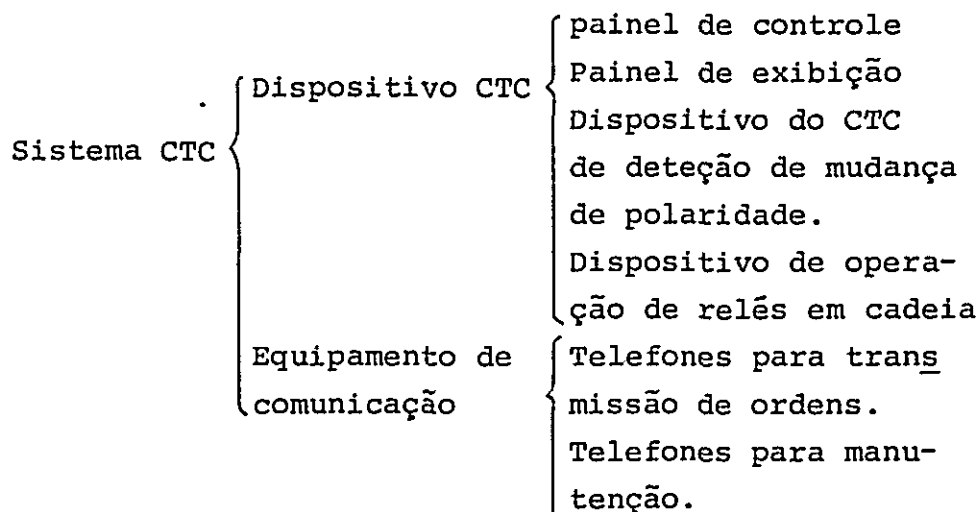 Sistema CTC
Dispositivo CTC
painel de controle
Painel de exibição
Dispositivo do CTC
de deteção de mudança
de polaridade.
Dispositivo de opera-
ção de relés em cadeia
Equipamento de
comunicação
Telefones para trans
missão de ordens.
Telefones para manu-
tenção.